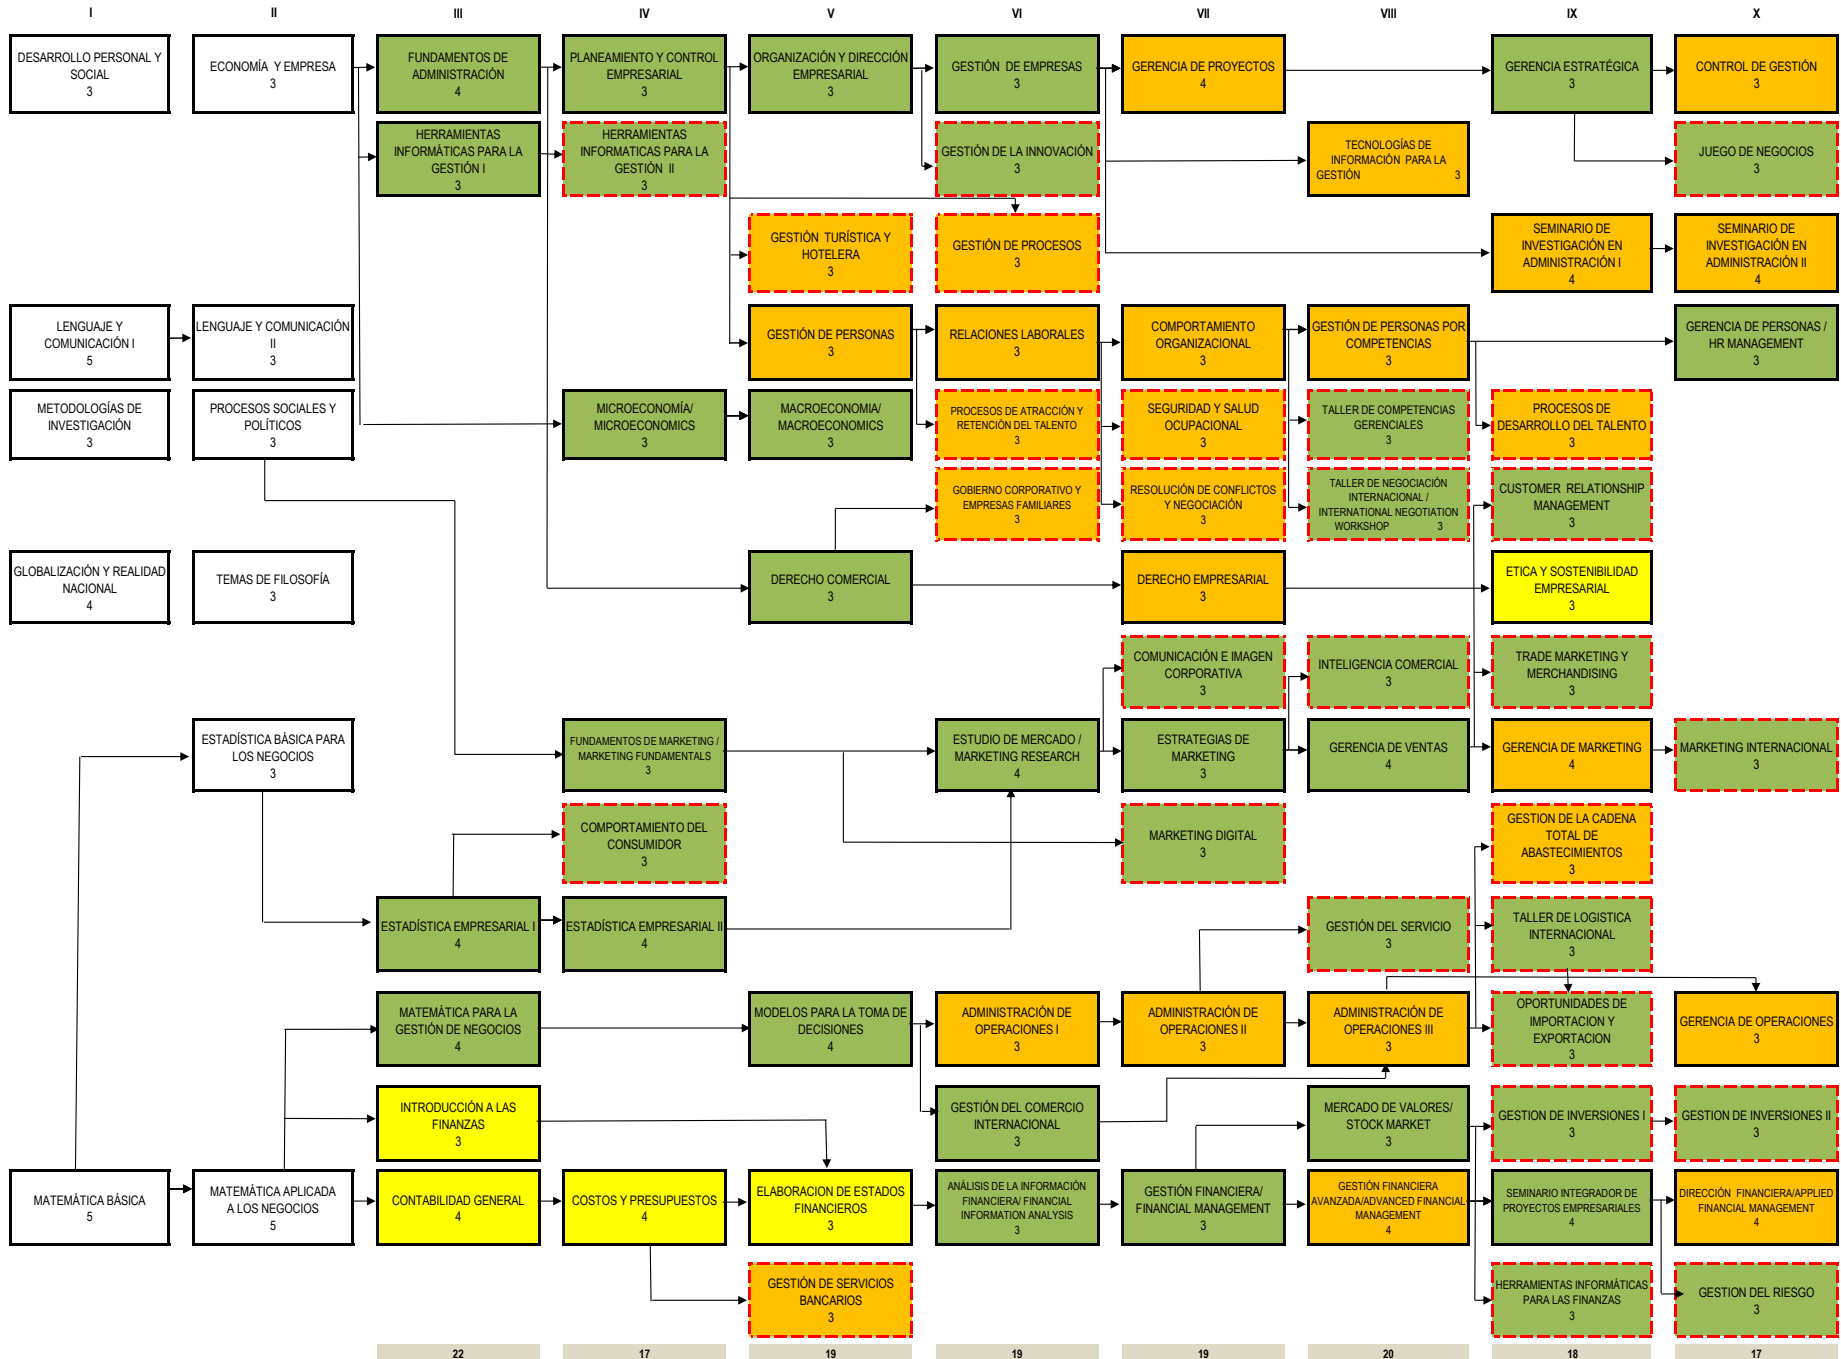 I II III IV V VI VII VIII IX X
DESARROLLO PERSONAL Y
SOCIAL
3
ECONOMÍA Y EMPRESA
3
FUNDAMENTOS DE
ADMINISTRACIÓN
4
PLANEAMIENTO Y CONTROL
EMPRESARIAL
3
ORGANIZACIÓN Y DIRECCIÓN
EMPRESARIAL
3
GESTIÓN DE EMPRESAS
3
GERENCIA DE PROYECTOS
4
GERENCIA ESTRATÉGICA
3
CONTROL DE GESTIÓN
3
HERRAMIENTAS
INFORMÁTICAS PARA LA
GESTIÓN I
3
HERRAMIENTAS
INFORMATICAS PARA LA
GESTIÓN II
3
GESTIÓN DE LA INNOVACIÓN
3
TECNOLOGÍAS DE
INFORMACIÓN PARA LA
GESTIÓN 3
JUEGO DE NEGOCIOS
3
GESTIÓN TURÍSTICA Y
HOTELERA
3
GESTIÓN DE PROCESOS
3
SEMINARIO DE
INVESTIGACIÓN EN
ADMINISTRACIÓN I
4
SEMINARIO DE
INVESTIGACIÓN EN
ADMINISTRACIÓN II
4
LENGUAJE Y
COMUNICACIÓN I
5
LENGUAJE Y COMUNICACIÓN
II
3
GESTIÓN DE PERSONAS
3
RELACIONES LABORALES
3
COMPORTAMIENTO
ORGANIZACIONAL
3
GESTIÓN DE PERSONAS POR
COMPETENCIAS
3
GERENCIA DE PERSONAS /
HR MANAGEMENT
3
METODOLOGÍAS DE
INVESTIGACIÓN
3
PROCESOS SOCIALES Y
POLÍTICOS
3
MICROECONOMÍA/
MICROECONOMICS
3
MACROECONOMIA/
MACROECONOMICS
3
PROCESOS DE ATRACCIÓN Y
RETENCIÓN DEL TALENTO
3
SEGURIDAD Y SALUD
OCUPACIONAL
3
TALLER DE COMPETENCIAS
GERENCIALES
3
PROCESOS DE
DESARROLLO DEL TALENTO
3
GOBIERNO CORPORATIVO Y
EMPRESAS FAMILIARES
3
RESOLUCIÓN DE CONFLICTOS
Y NEGOCIACIÓN
3
TALLER DE NEGOCIACIÓN
INTERNACIONAL /
INTERNATIONAL NEGOTIATION
WORKSHOP 3
CUSTOMER RELATIONSHIP
MANAGEMENT
3
GLOBALIZACIÓN Y REALIDAD
NACIONAL
4
TEMAS DE FILOSOFÍA
3
DERECHO COMERCIAL
3
DERECHO EMPRESARIAL
3
ETICA Y SOSTENIBILIDAD
EMPRESARIAL
3
COMUNICACIÓN E IMAGEN
CORPORATIVA
3
INTELIGENCIA COMERCIAL
3
TRADE MARKETING Y
MERCHANDISING
3
ESTADÍSTICA BÁSICA PARA
LOS NEGOCIOS
3
FUNDAMENTOS DE MARKETING /
MARKETING FUNDAMENTALS
3
ESTUDIO DE MERCADO /
MARKETING RESEARCH
4
ESTRATEGIAS DE
MARKETING
3
GERENCIA DE VENTAS
4
GERENCIA DE MARKETING
4
MARKETING INTERNACIONAL
3
COMPORTAMIENTO DEL
CONSUMIDOR
3
MARKETING DIGITAL
3
GESTION DE LA CADENA
TOTAL DE
ABASTECIMIENTOS
3
ESTADÍSTICA EMPRESARIAL I
4
ESTADÍSTICA EMPRESARIAL II
4
GESTIÓN DEL SERVICIO
3
TALLER DE LOGISTICA
INTERNACIONAL
3
MATEMÁTICA PARA LA
GESTIÓN DE NEGOCIOS
4
MODELOS PARA LA TOMA DE
DECISIONES
4
ADMINISTRACIÓN DE
OPERACIONES I
3
ADMINISTRACIÓN DE
OPERACIONES II
3
ADMINISTRACIÓN DE
OPERACIONES III
3
OPORTUNIDADES DE
IMPORTACION Y
EXPORTACION
3
GERENCIA DE OPERACIONES
3
INTRODUCCIÓN A LAS
FINANZAS
3
GESTIÓN DEL COMERCIO
INTERNACIONAL
3
MERCADO DE VALORES/
STOCK MARKET
3
GESTION DE INVERSIONES I
3
GESTION DE INVERSIONES II
3
MATEMÁTICA BÁSICA
5
MATEMÁTICA APLICADA
A LOS NEGOCIOS
5
CONTABILIDAD GENERAL
4
COSTOS Y PRESUPUESTOS
4
ELABORACION DE ESTADOS
FINANCIEROS
3
ANÁLISIS DE LA INFORMACIÓN
FINANCIERA/ FINANCIAL
INFORMATION ANALYSIS
3
GESTIÓN FINANCIERA/
FINANCIAL MANAGEMENT
3
GESTIÓN FINANCIERA
AVANZADA/ADVANCED FINANCIAL
MANAGEMENT
4
SEMINARIO INTEGRADOR DE
PROYECTOS EMPRESARIALES
4
DIRECCIÓN FINANCIERA/APPLIED
FINANCIAL MANAGEMENT
4
GESTIÓN DE SERVICIOS
BANCARIOS
3
HERRAMIENTAS INFORMÁTICAS
PARA LAS FINANZAS
3
GESTION DEL RIESGO
3
22 17 19 19 19 20 18 17